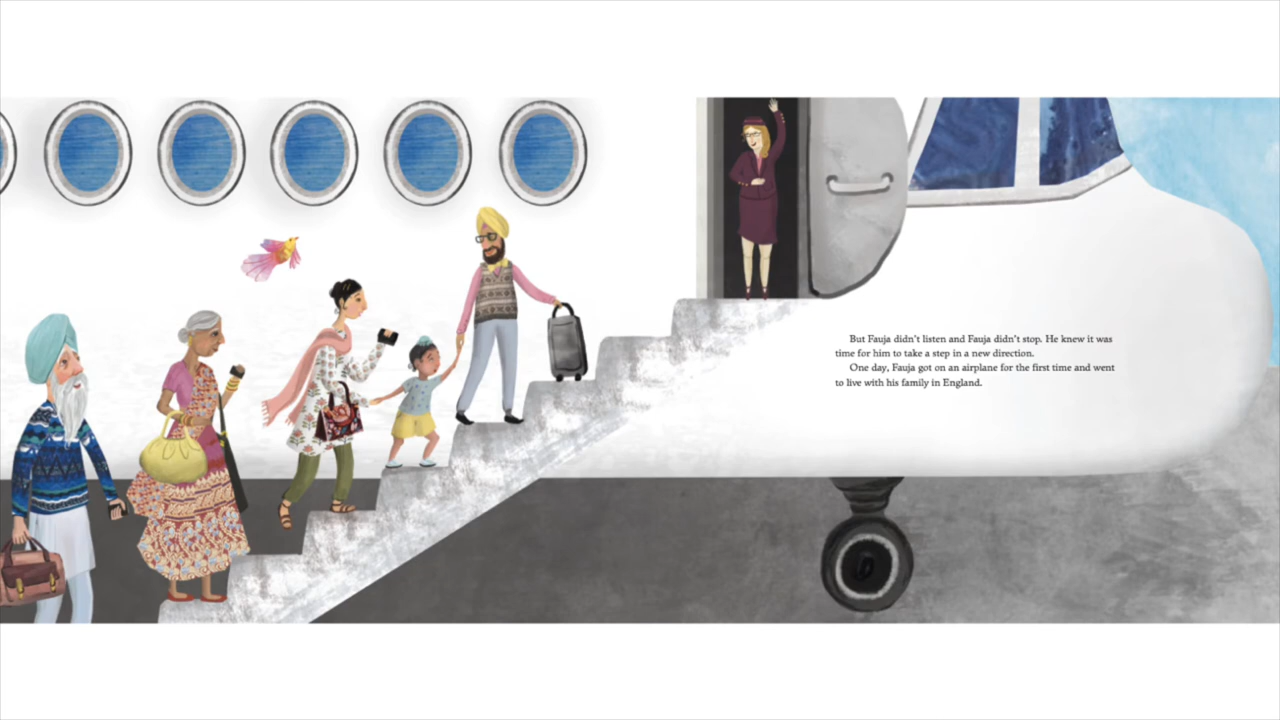 But Fauja didn't listen and Fauja didn't stop. He knew it was
time for him to take a step in a new direction.
One day, Fauja got on an airplane for the first time and went
to live with his family in England.